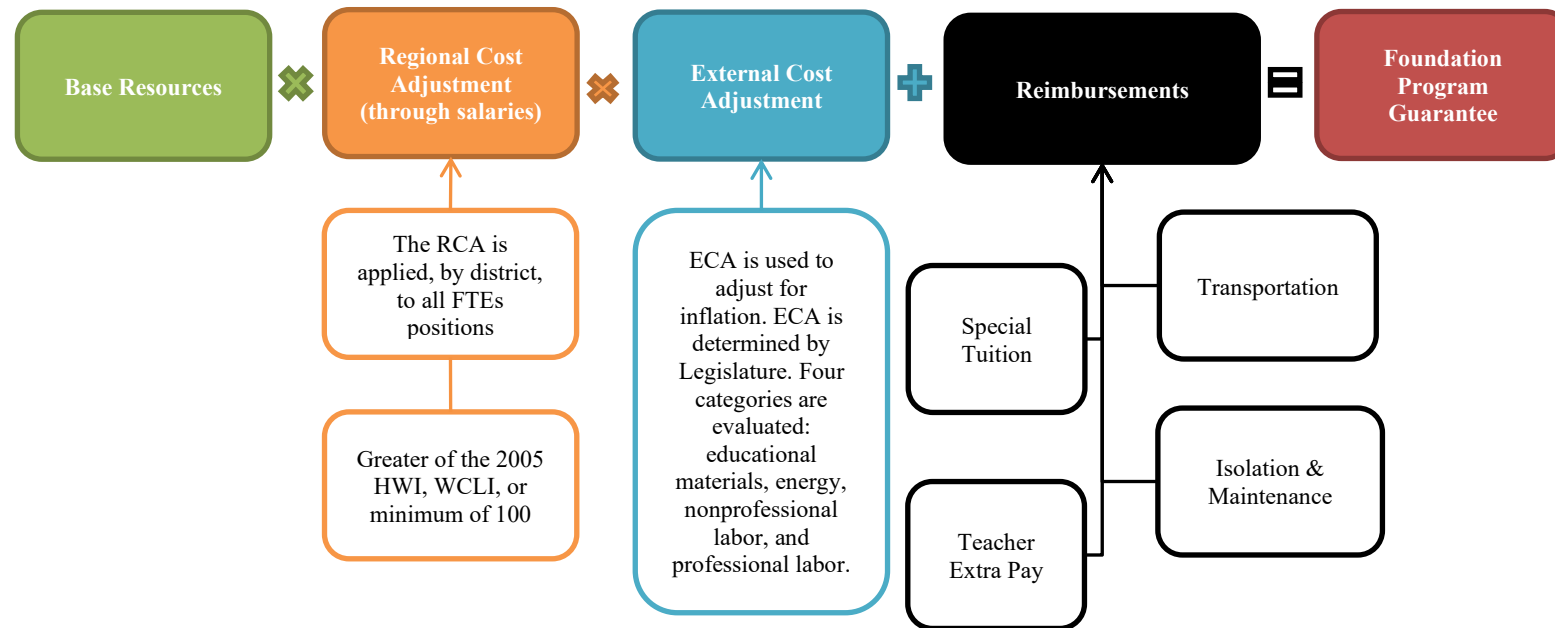 Base Resources
Regional Cost
Adjustment
(through salaries)
External Cost
Adjustment
Reimbursements
Foundation
Program
Guarantee
The RCA is
applied, by district,
to all FTEs
positions
Greater of the 2005
HWI, WCLI, or
minimum of 100
ECA is used to
adjust for
inflation. ECA is
determined by
Legislature. Four
categories are
evaluated:
educational
materials, energy,
nonprofessional
labor, and
professional labor.
Special
Tuition
Transportation
Teacher
Extra Pay
Isolation &
Maintenance